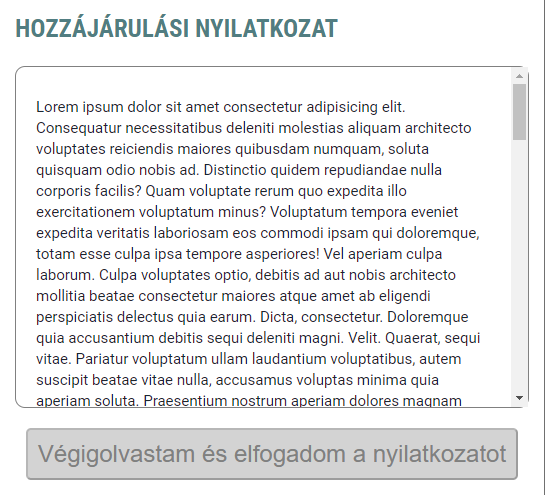 HOZZÁJÁRULÁSI NYILATKOZAT
Lorem ipsum dolor sit amet consectetur adipisicing elit.
Consequatur necessitatibus deleniti molestias aliquam architecto
voluptates reiciendis maiores quibusdam numquam, soluta
quisquam odio nobis ad. Distinctio quidem repudiandae nulla
corporis facilis? Quam voluptate rerum quo expedita illo
exercitationem voluptatum minus? Voluptatum tempora eveniet
expedita veritatis laboriosam eos commodi ipsam qui doloremque,
totam esse culpa ipsa tempore asperiores! Vel aperiam culpa
laborum. Culpa voluptates optio, debitis ad aut nobis architecto
mollitia beatae consectetur maiores atque amet ab eligendi
perspiciatis delectus quia earum. Dicta, consectetur. Doloremque
quia accusantium debitis sequi deleniti magni. Velit. Quaerat, sequi
vitae. Pariatur voluptatum ullam laudantium voluptatibus, autem
suscipit beatae vitae nulla, accusamus voluptas minima quia
aperiam soluta. Praesentium nostrum aperiam dolores magnam
Végigolvastam és elfogadom a nyilatkozatot